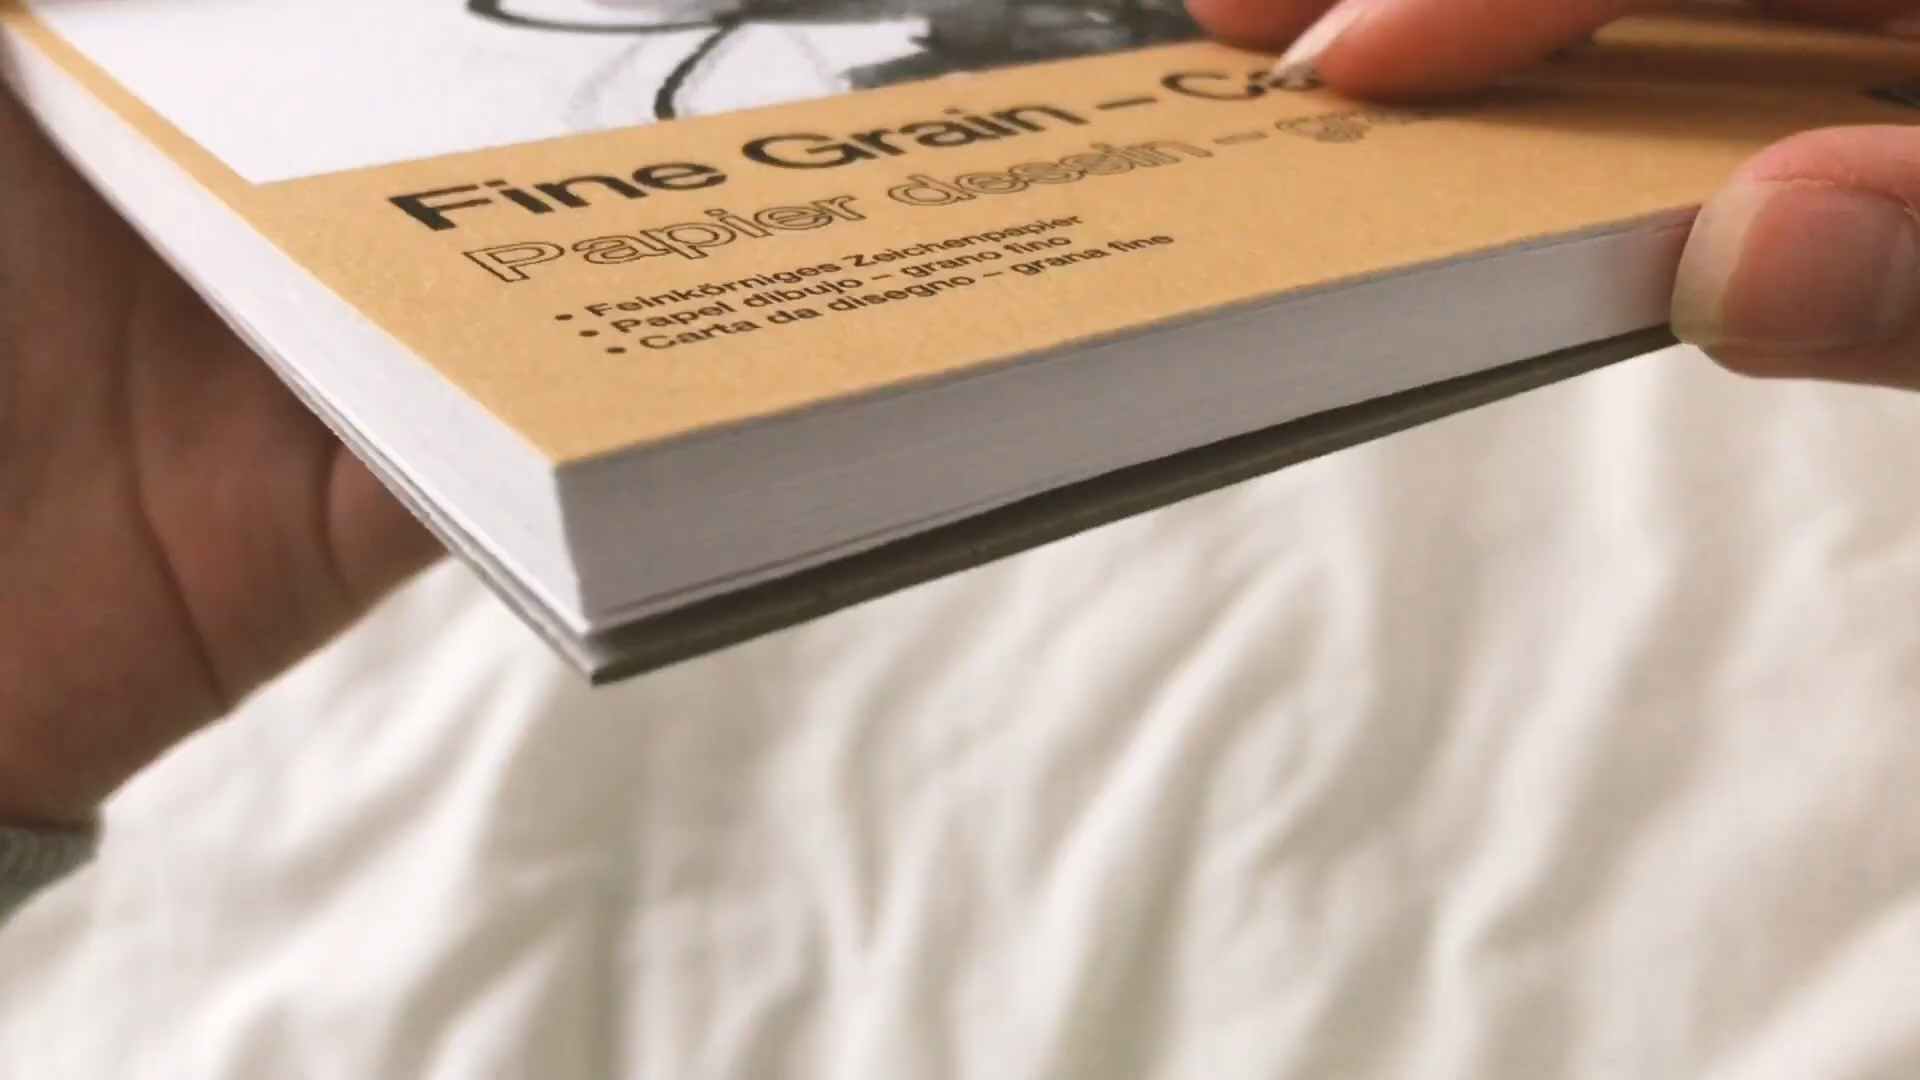 Fine Grain –
Papier dessin –
• Feinkörniges Zeichenpapier
• Papel dibujo – grano fino
• Carta da disegno – grana fine